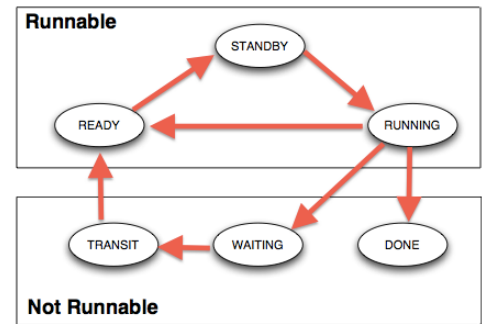 Runnable
STANDBY
READY
RUNNING
TRANSIT
WAITING
DONE
Not Runnable